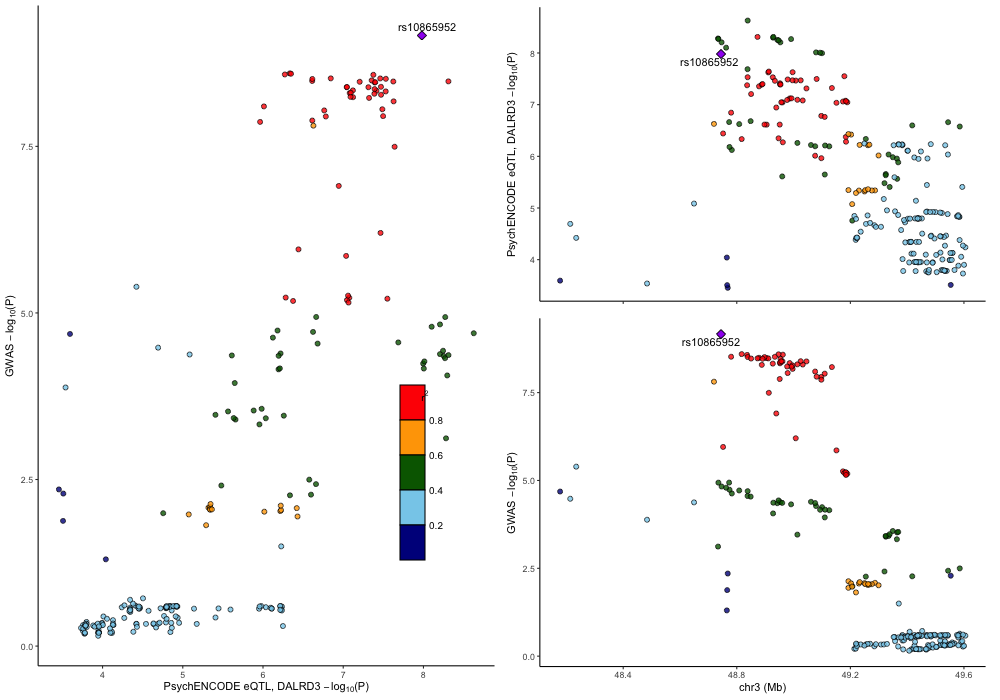 rs10865952
7.5
5.0
2.5
0.0
GWAS −log10(P)
4
5
6
7
8
PsychENCODE eQTL, DALRD3 −log10(P)
r2
0.8
0.6
0.4
0.2
rs10865952
8
7
6
5
4
PsychENCODE eQTL, DALRD3 −log10(P)
rs10865952
7.5
5.0
2.5
0.0
GWAS −log10(P)
48.4
48.8
49.2
49.6
chr3 (Mb)